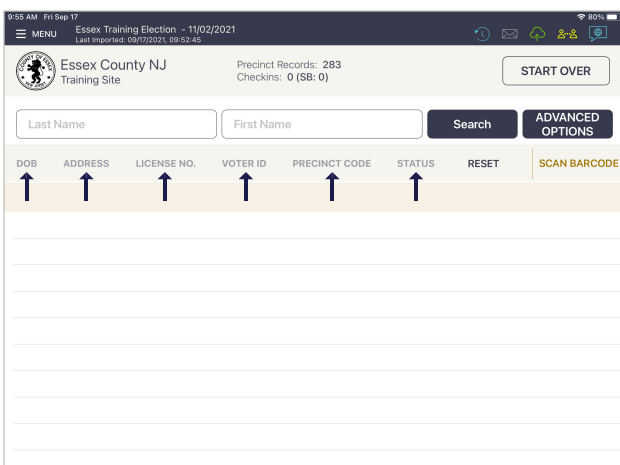 9:55 AM Fri Sep 17 80%
MENU Essex Training Election - 11/02/2021
Last Imported: 09/17/2021, 09:52:45
Essex County NJ
Training Site
Precinct Records: 283
Checkins: 0 (SB: 0)
START OVER
Last Name First Name Search ADVANCED
OPTIONS
DOB ADDRESS LICENSE NO. VOTER ID PRECINCT CODE STATUS RESET SCAN BARCODE